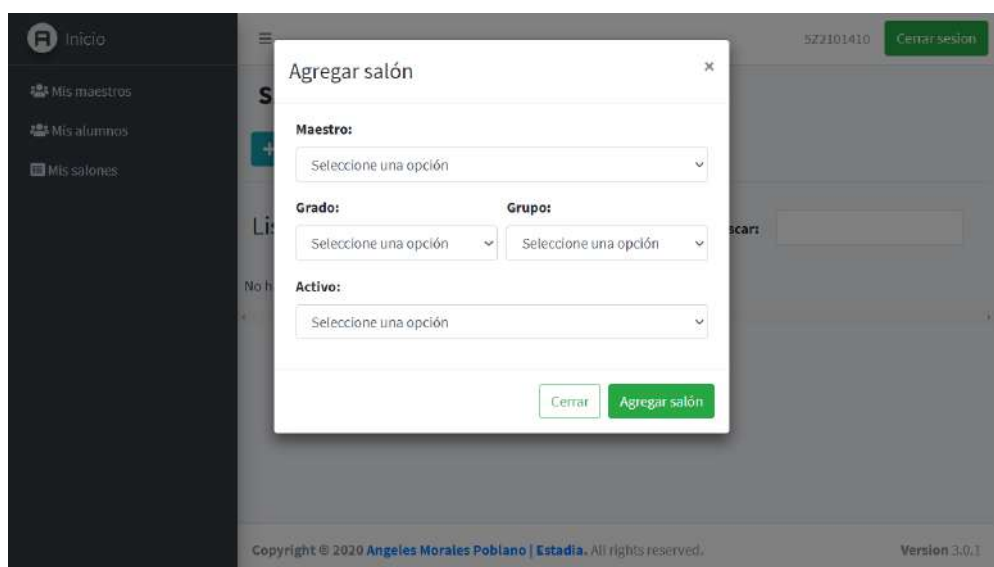 Inicio
S22101410
Cerrar sesion
Mis maestros
Mis alumnos
Mis salones
Agregar salón
×
Maestro:
Seleccione una opción
Grado: Grupo:
Seleccione una opción Seleccione una opción
scar:
No h
Activo:
Seleccione una opción
Cerrar Agregar salón
Copyright © 2020 Angeles Morales Poblano | Estadia. All rights reserved.
Version 3.0.1